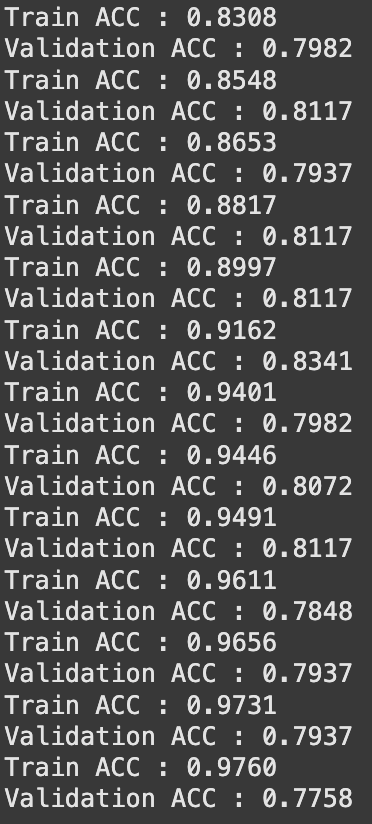 Train ACC : 0.8308
Validation ACC : 0.7982
Train ACC : 0.8548
Validation ACC : 0.8117
Train ACC : 0.8653
Validation ACC : 0.7937
Train ACC : 0.8817
Validation ACC : 0.8117
Train ACC : 0.8997
Validation ACC : 0.8117
Train ACC : 0.9162
Validation ACC : 0.8341
Train ACC : 0.9401
Validation ACC : 0.7982
Train ACC : 0.9446
Validation ACC : 0.8072
Train ACC : 0.9491
Validation ACC : 0.8117
Train ACC : 0.9611
Validation ACC : 0.7848
Train ACC : 0.9656
Validation ACC : 0.7937
Train ACC : 0.9731
Validation ACC : 0.7937
Train ACC : 0.9760
Validation ACC : 0.7758